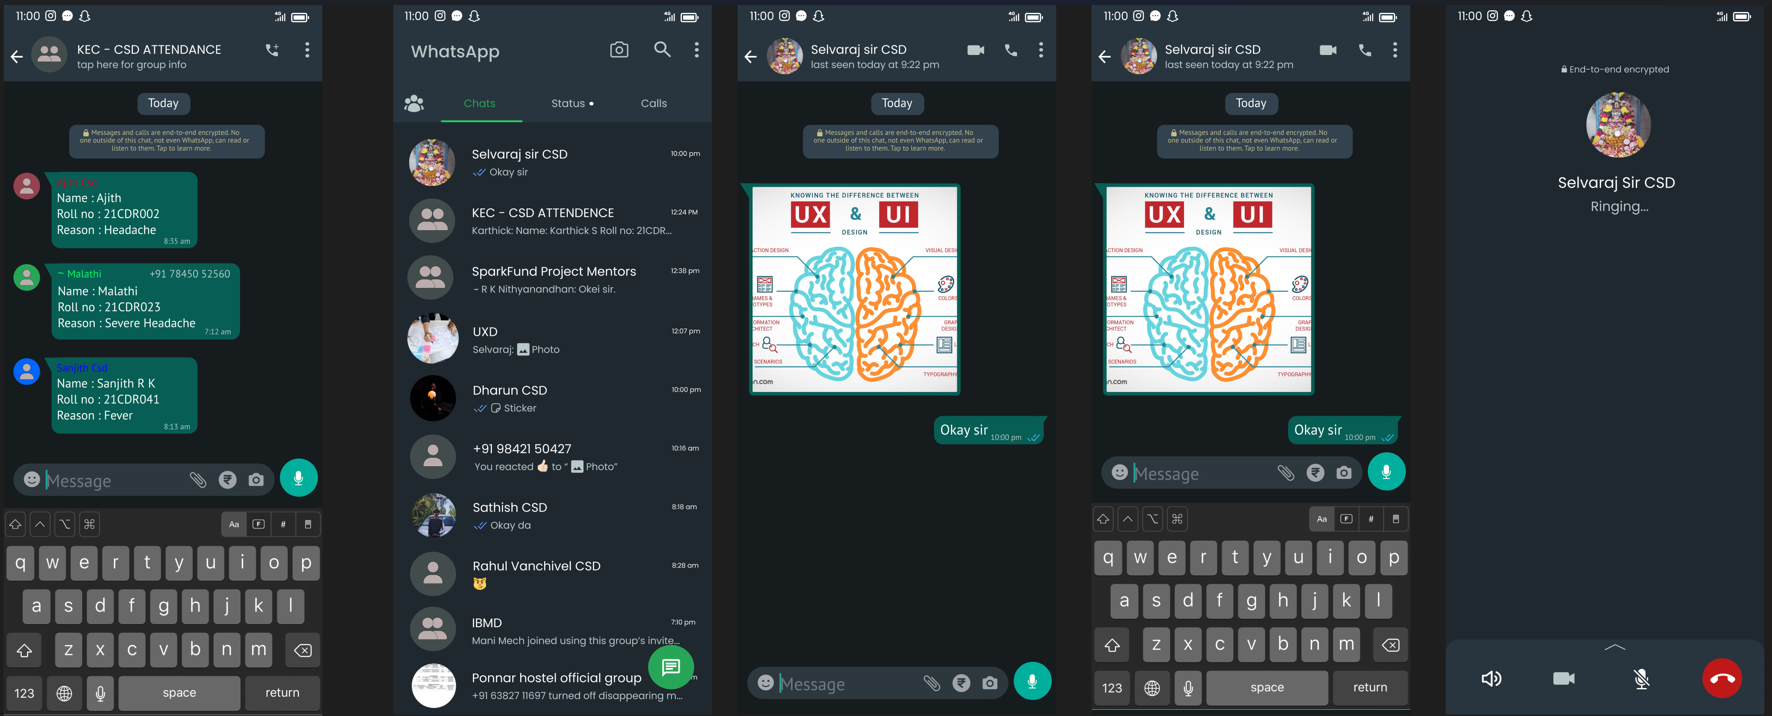 11:00
4G
KEC - CSD ATTENDANCE
tap here for group info
Today
Messages and calls are end-to-end encrypted. No
one outside of this chat, not even WhatsApp, can read or
listen to them. Tap to learn more.
Ajith Csd
Name : Ajith
Roll no : 21CDR002
Reason : Headache
8:35 am
~ Malathi +91 78450 52560
Name : Malathi
Roll no : 21CDR023
Reason : Severe Headache
7:12 am
Sanjith Csd
Name : Sanjith R K
Roll no : 21CDR041
Reason : Fever
8:13 am
Message
Aa F #
q w e r t y u i o p
a s d f g h j k l
z x c v b n m
123 space return
11:00
4G
WhatsApp
Chats Status Calls
Selvaraj sir CSD 10:00 pm
Okay sir
KEC - CSD ATTENDENCE 12:24 PM
Karthick: Name: Karthick S Roll no: 21CDR...
SparkFund Project Mentors 12:38 pm
~ R K Nithyanandhan: Okei sir.
UXD 12:07 pm
Selvaraj: Photo
Dharun CSD 10:00 pm
Sticker
+91 98421 50427 10:16 am
You reacted 👍🏻 to “ Photo”
Sathish CSD 8:18 am
Okay da
Rahul Vanchivel CSD 8:28 am
IBMD 7:10 pm
Mani Mech joined using this group’s invite...
Ponnar hostel official group m
+91 63827 11697 turned off disappearing m...
11:00
4G
Selvaraj sir CSD
last seen today at 9:22 pm
Today
Messages and calls are end-to-end encrypted. No
one outside of this chat, not even WhatsApp, can read or
listen to them. Tap to learn more.
KNOWING THE DIFFERENCE BETWEEN
UX & UI
DESIGN
ACTION DESIGN VISUAL DES
AMES &
OTYPES
COLORS
ORMATION
CHITECT
GRAP
DESIG
CH L
SCENARIOS
TYPOGRAPHY
n.com
Okay sir 10:00 pm
Message
11:00
4G
Selvaraj sir CSD
last seen today at 9:22 pm
Today
Messages and calls are end-to-end encrypted. No
one outside of this chat, not even WhatsApp, can read or
listen to them. Tap to learn more.
KNOWING THE DIFFERENCE BETWEEN
UX & UI
DESIGN
ACTION DESIGN VISUAL DES
AMES &
OTYPES
COLORS
ORMATION
CHITECT
GRAP
DESIG
CH L
SCENARIOS
TYPOGRAPHY
n.com
Okay sir 10:00 pm
Message
Aa F #
q w e r t y u i o p
a s d f g h j k l
z x c v b n m
123 space return
11:00
4G
End-to-end encrypted
Selvaraj Sir CSD
Ringing...